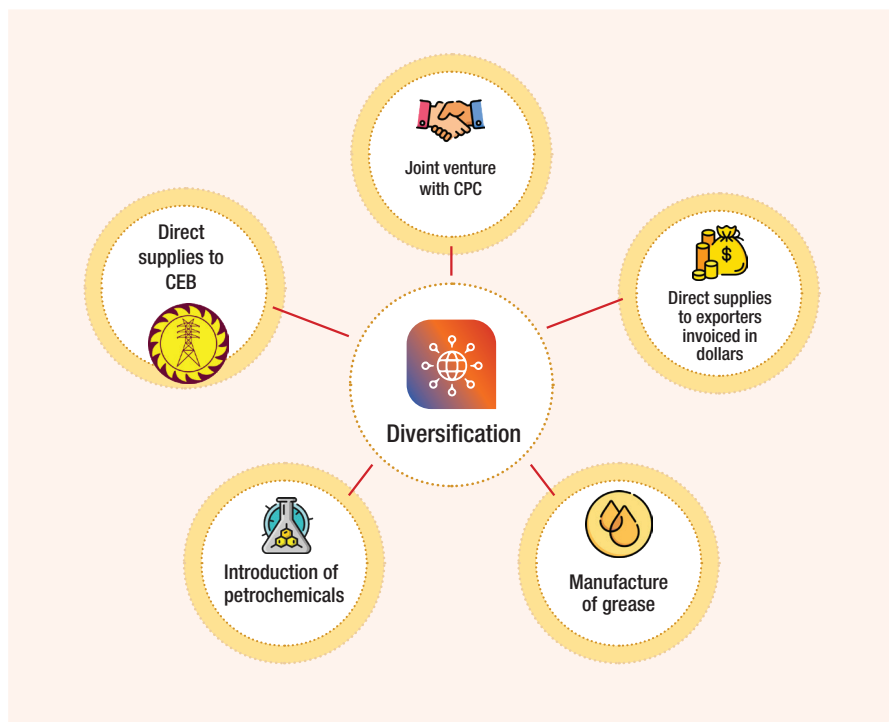 Joint venture
with CPC
Direct
supplies to
CEB
$
Direct supplies
to exporters
invoiced in
dollars
Diversification
Introduction of
petrochemicals
Manufacture
of grease